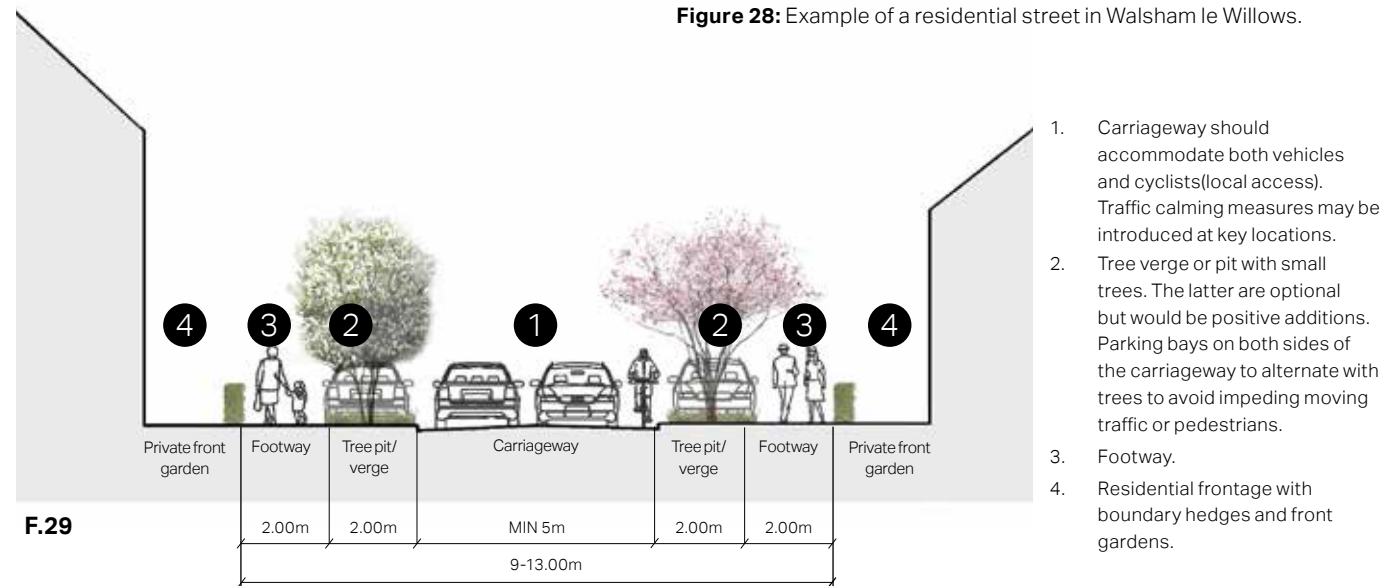 Figure 28: Example of a residential street in Walsham le Willows.
4
3
2
1
2
3
4
Private front
garden
Footway
Tree pit/
verge
Carriageway
Tree pit/
verge
Footway
Private front
garden
F.29
2.00m
2.00m
MIN 5m
2.00m
2.00m
9-13.00m
1. Carriageway should
accommodate both vehicles
and cyclists(local access).
Traffic calming measures may be
introduced at key locations.
2. Tree verge or pit with small
trees. The latter are optional
but would be positive additions.
Parking bays on both sides of
the carriageway to alternate with
trees to avoid impeding moving
traffic or pedestrians.
3. Footway.
4. Residential frontage with
boundary hedges and front
gardens.